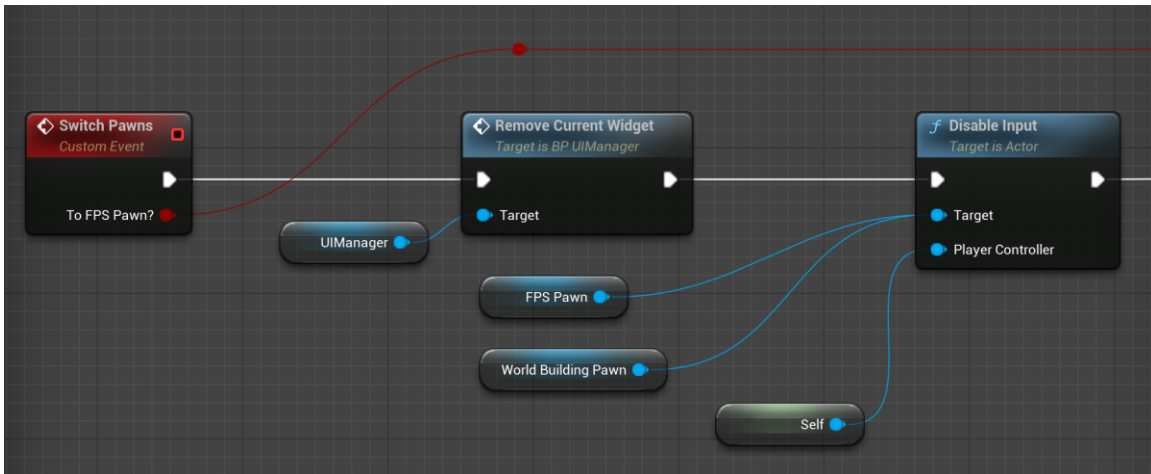 Switch Pawns
Custom Event
To FPS Pawn?
UIManager
Remove Current Widget
Target is BP UIManager
Target
FPS Pawn
World Building Pawn
Self
Disable Input
Target is Actor
Target
Player Controller